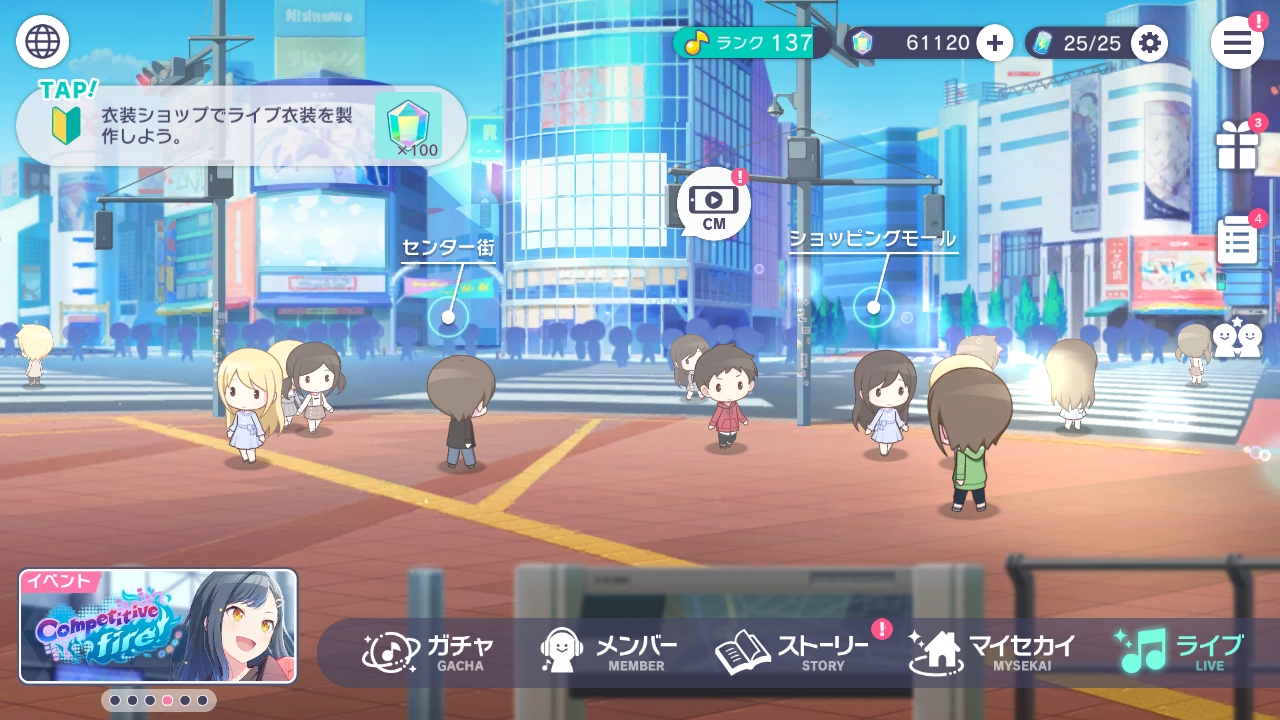 Nishinamo
ランク 137
61120
25/25
TAP!
衣装ショップでライブ衣装を製
作しよう。
×100
3
CM
4
センター街
ショッピングモール
イベント
Competitive
fire!
ガチャ
GACHA
メンバー
MEMBER
ストーリー
STORY
マイセカイ
MYSEKAI
ライブ
LIVE